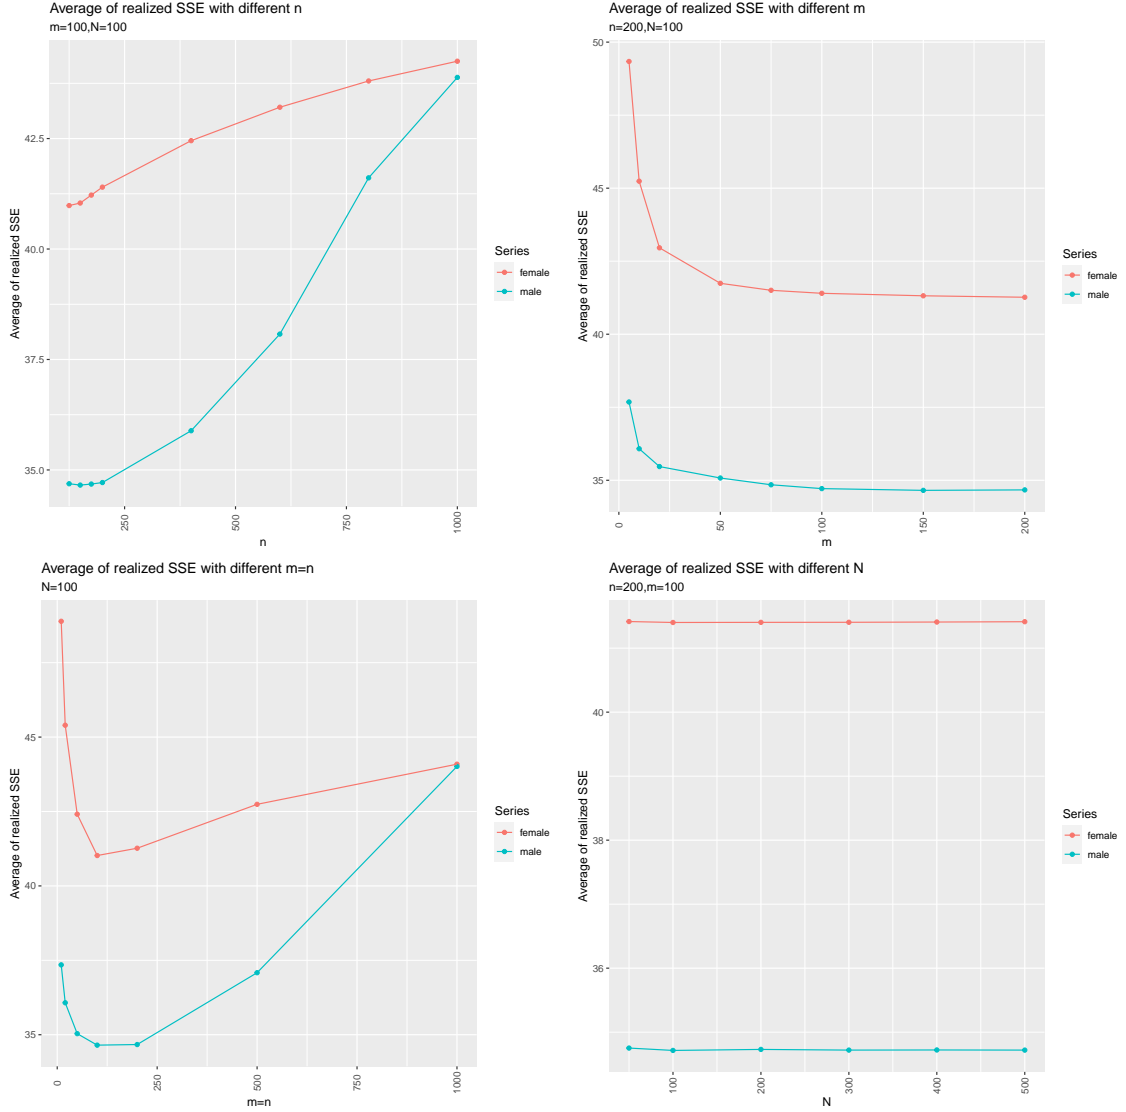 Average of realized SSE with different n
m=100,N=100
Average of realized SSE
42.5
40.0
37.5
35.0
250
500
750
1000
n
Series
female
male
Average of realized SSE with different m
n=200,N=100
Average of realized SSE
50
45
40
35
0
50
100
150
200
m
Series
female
male
Average of realized SSE with different m=n
N=100
Average of realized SSE
45
40
35
0
250
500
750
1000
m=n
Series
female
male
Average of realized SSE with different N
n=200,m=100
Average of realized SSE
40
38
36
100
200
300
400
500
N
Series
female
male